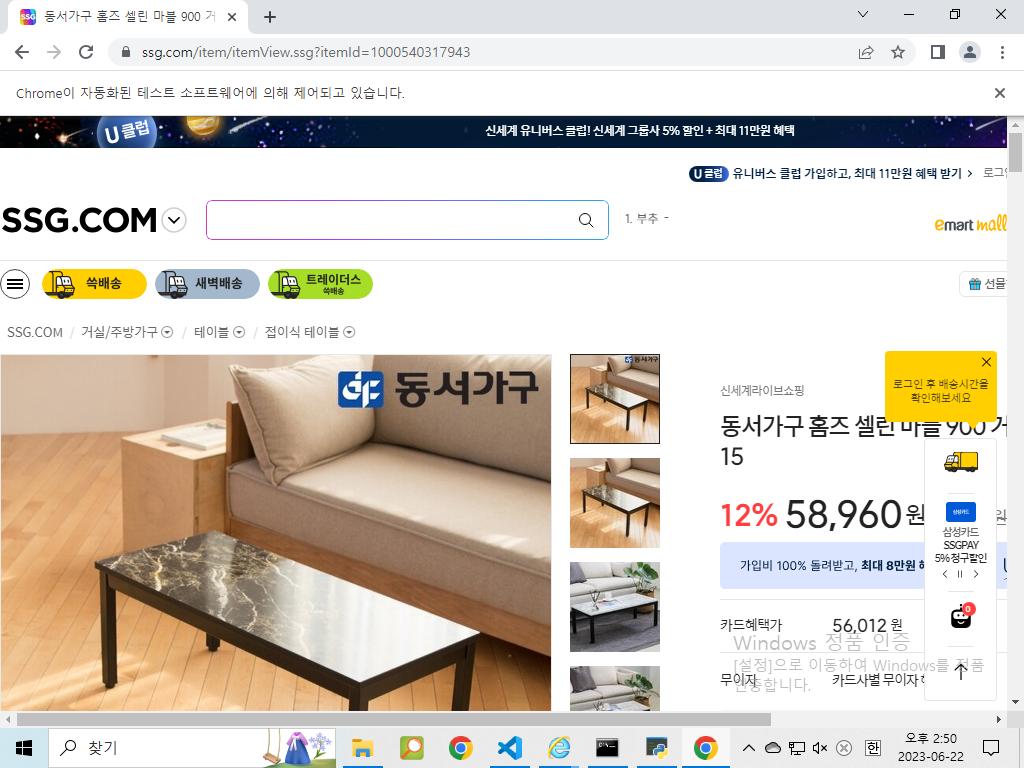 동서가구 홈즈 셀린 마블 900 거
ssg.com/item/itemView.ssg?itemId=1000540317943
Chrome이 자동화된 테스트 소프트웨어에 의해 제어되고 있습니다.
U 클럽
신세계 유니버스 클럽! 신세계 그룹사 5% 할인 + 최대 11만원 혜택
U 클럽 유니버스 클럽 가입하고, 최대 11만원 혜택 받기 >
SSG.COM
1. 부추 -
emart mall
쓱배송
새벽배송
트레이더스
쓱배송
선물
SSG.COM / 거실/주방가구 / 테이블 / 접이식 테이블
동서가구
로그인 후 배송시간을
확인해보세요
신세계라이브쇼핑
동서가구 홈즈 셀린 마블 900 거
15
12% 58,960원
삼성카드
삼성카드
SSGPAY
5% 청구할인
가입비 100% 돌려받고, 최대 8만원
0
카드혜택가 56,012 원
Windows 정품 인증
[설정]으로 이동하여 Windows를 정품
인증합니다.
무이자
카드사별 무이자
찾기
한
오후 2:50
2023-06-22